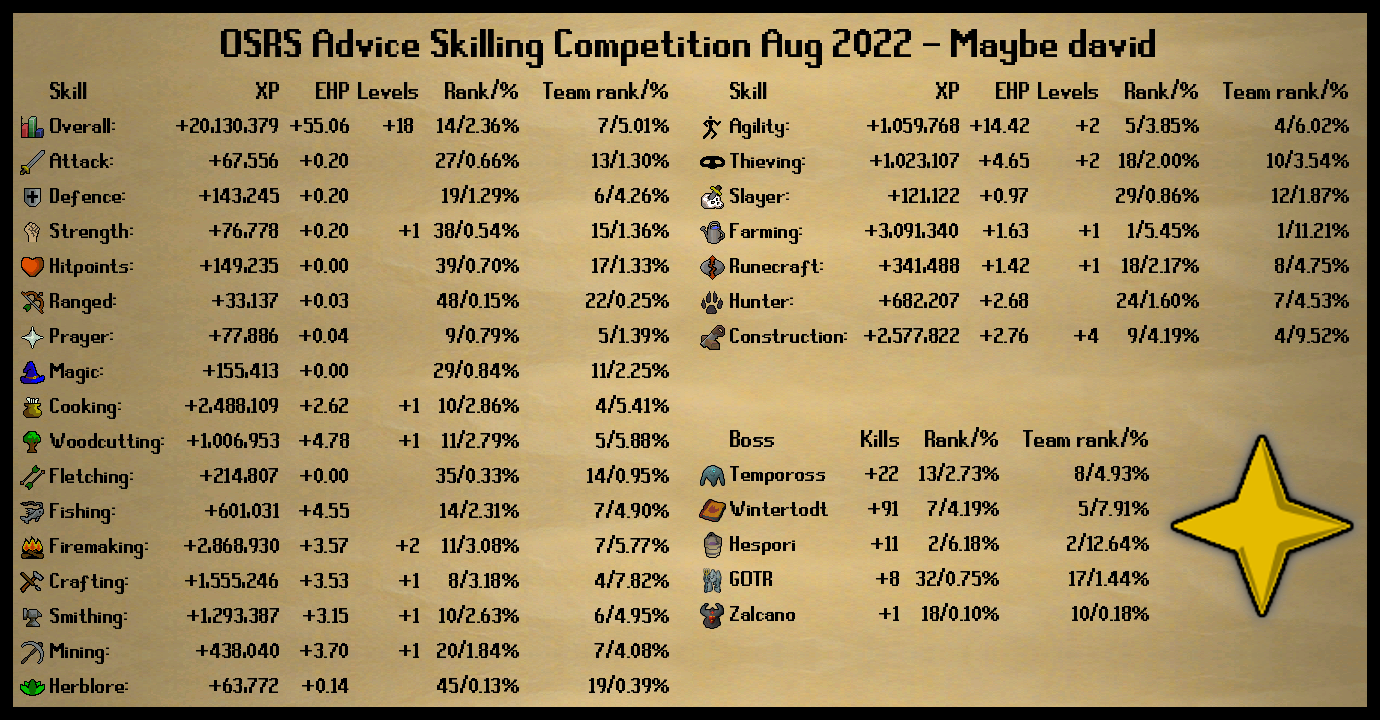 OSRS Advice Skilling Competition Aug 2022 - Maybe david
Skill XP EHP Levels Rank/% Team rank/%
Overall: +20,130,379 +55.06 +18 14/2.36% 7/5.01%
Attack: +67,556 +0.20 27/0.66% 13/1.30%
Defence: +143,245 +0.20 19/1.29% 6/4.26%
Strength: +76,778 +0.20 +1 38/0.54% 15/1.36%
Hitpoints: +149,235 +0.00 39/0.70% 17/1.33%
Ranged: +33,137 +0.03 48/0.15% 22/0.25%
Prayer: +77,886 +0.04 9/0.79% 5/1.39%
Magic: +155,413 +0.00 29/0.84% 11/2.25%
Cooking: +2,488,109 +2.62 +1 10/2.86% 4/5.41%
Woodcutting: +1,006,953 +4.78 +1 11/2.79% 5/5.88%
Fletching: +214,807 +0.00 35/0.33% 14/0.95%
Fishing: +601,031 +4.55 14/2.31% 7/4.90%
Firemaking: +2,868,930 +3.57 +2 11/3.08% 7/5.77%
Crafting: +1,555,246 +3.53 +1 8/3.18% 4/7.82%
Smithing: +1,293,387 +3.15 +1 10/2.63% 6/4.95%
Mining: +438,040 +3.70 +1 20/1.84% 7/4.08%
Herblore: +63,772 +0.14 45/0.13% 19/0.39%
Skill XP EHP Levels Rank/% Team rank/%
Agility: +1,059,768 +14.42 +2 5/3.85% 4/6.02%
Thieving: +1,023,107 +4.65 +2 18/2.00% 10/3.54%
Slayer: +121,122 +0.97 29/0.86% 12/1.87%
Farming: +3,091,340 +1.63 +1 1/5.45% 1/11.21%
Runecraft: +341,488 +1.42 +1 18/2.17% 8/4.75%
Hunter: +682,207 +2.68 24/1.60% 7/4.53%
Construction: +2,577,822 +2.76 +4 9/4.19% 4/9.52%
Boss Kills Rank/% Team rank/%
Tempoross +22 13/2.73% 8/4.93%
Wintertodt +91 7/4.19% 5/7.91%
Hespori +11 2/6.18% 2/12.64%
GOTR +8 32/0.75% 17/1.44%
Zalcano +1 18/0.10% 10/0.18%